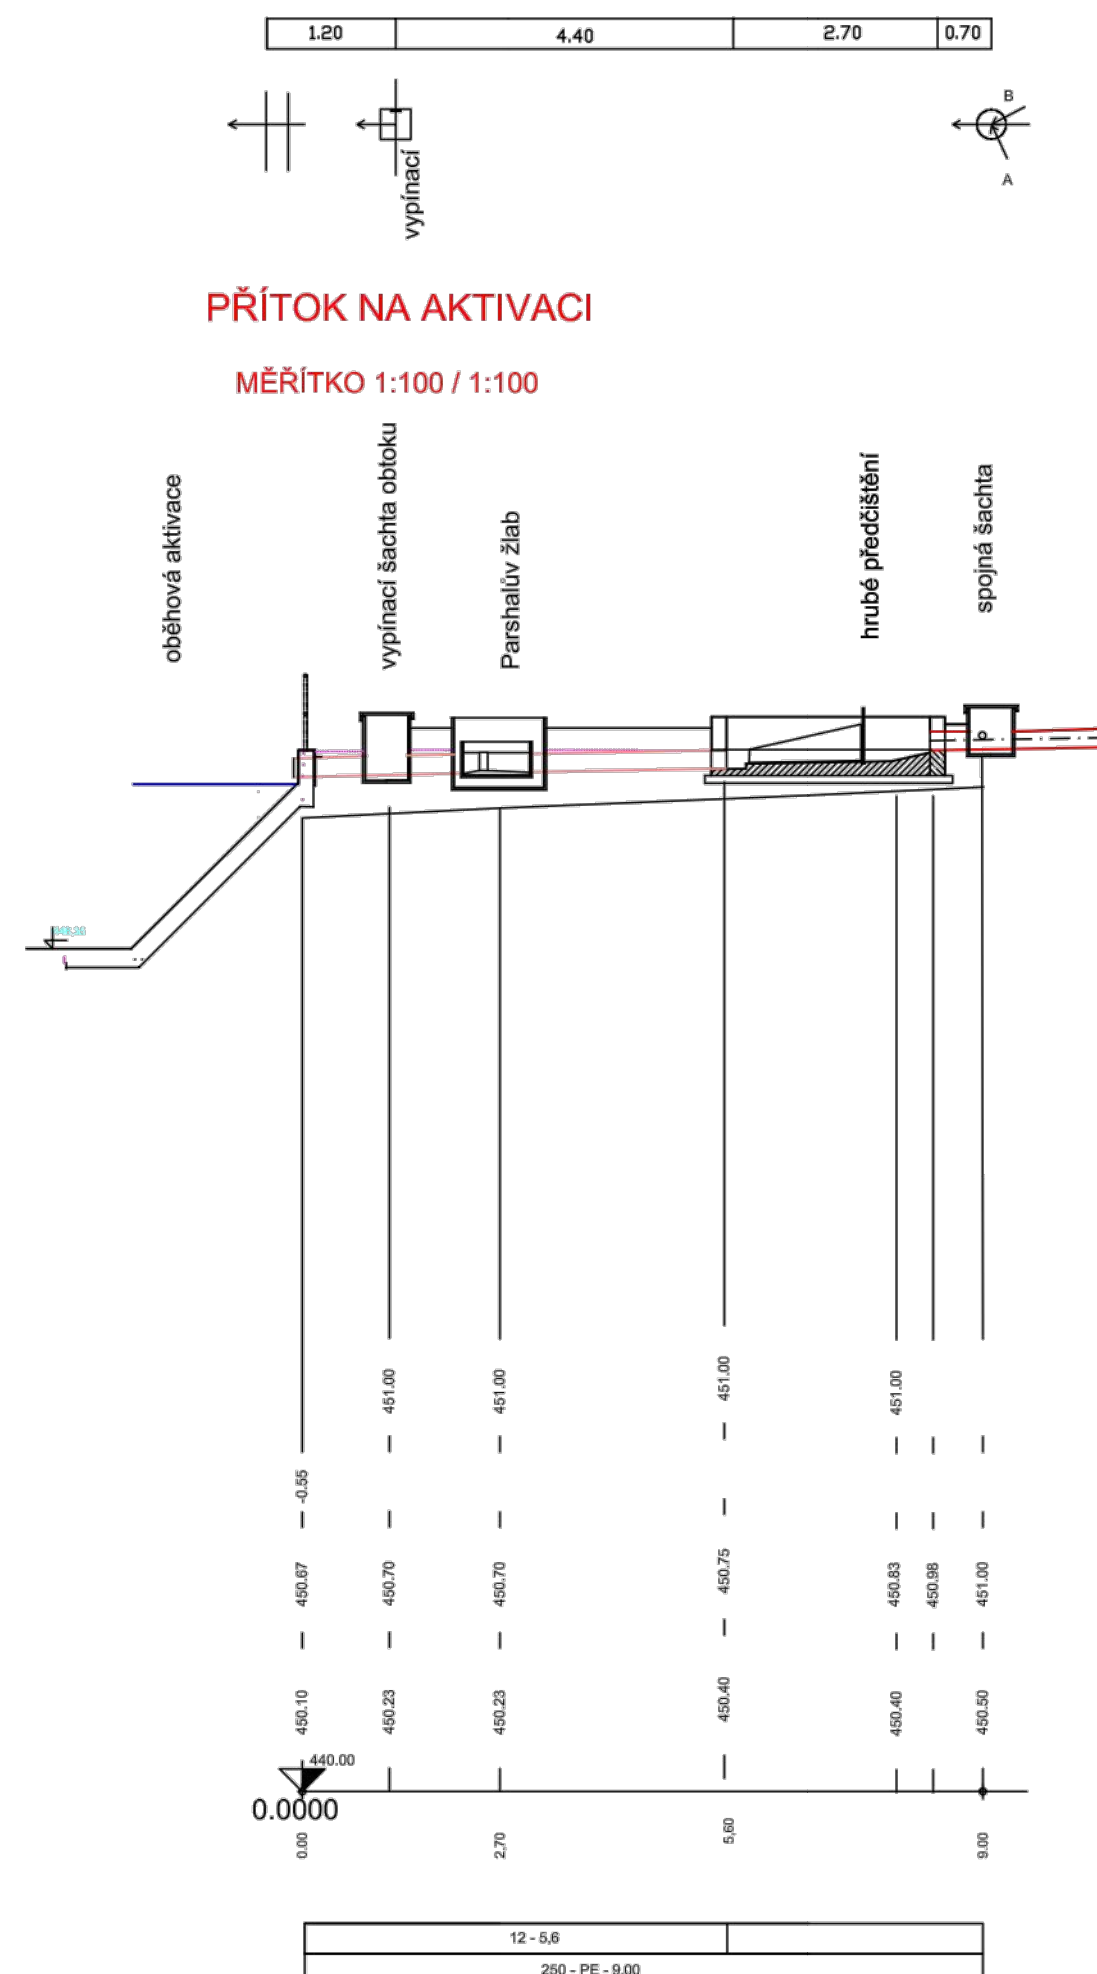 1.20 4.40 2.70 0.70
B
A
vypínací
PŘÍTOK NA AKTIVACI
MĚŘÍTKO 1:100 / 1:100
oběhová aktivace
vypínací šachta obtoku
Parshalův žlab
hrubé předčištění
spojná šachta
451.00 451.00 451.00 451.00
-0.55
450.67 450.70 450.70 450.75 450.83 450.98 451.00
450.10 450.23 450.23 450.40 450.40 450.50
440.00
0.0000
0.00 2,70 5,60 9.00
12 - 5,6
250 - PE - 9.00